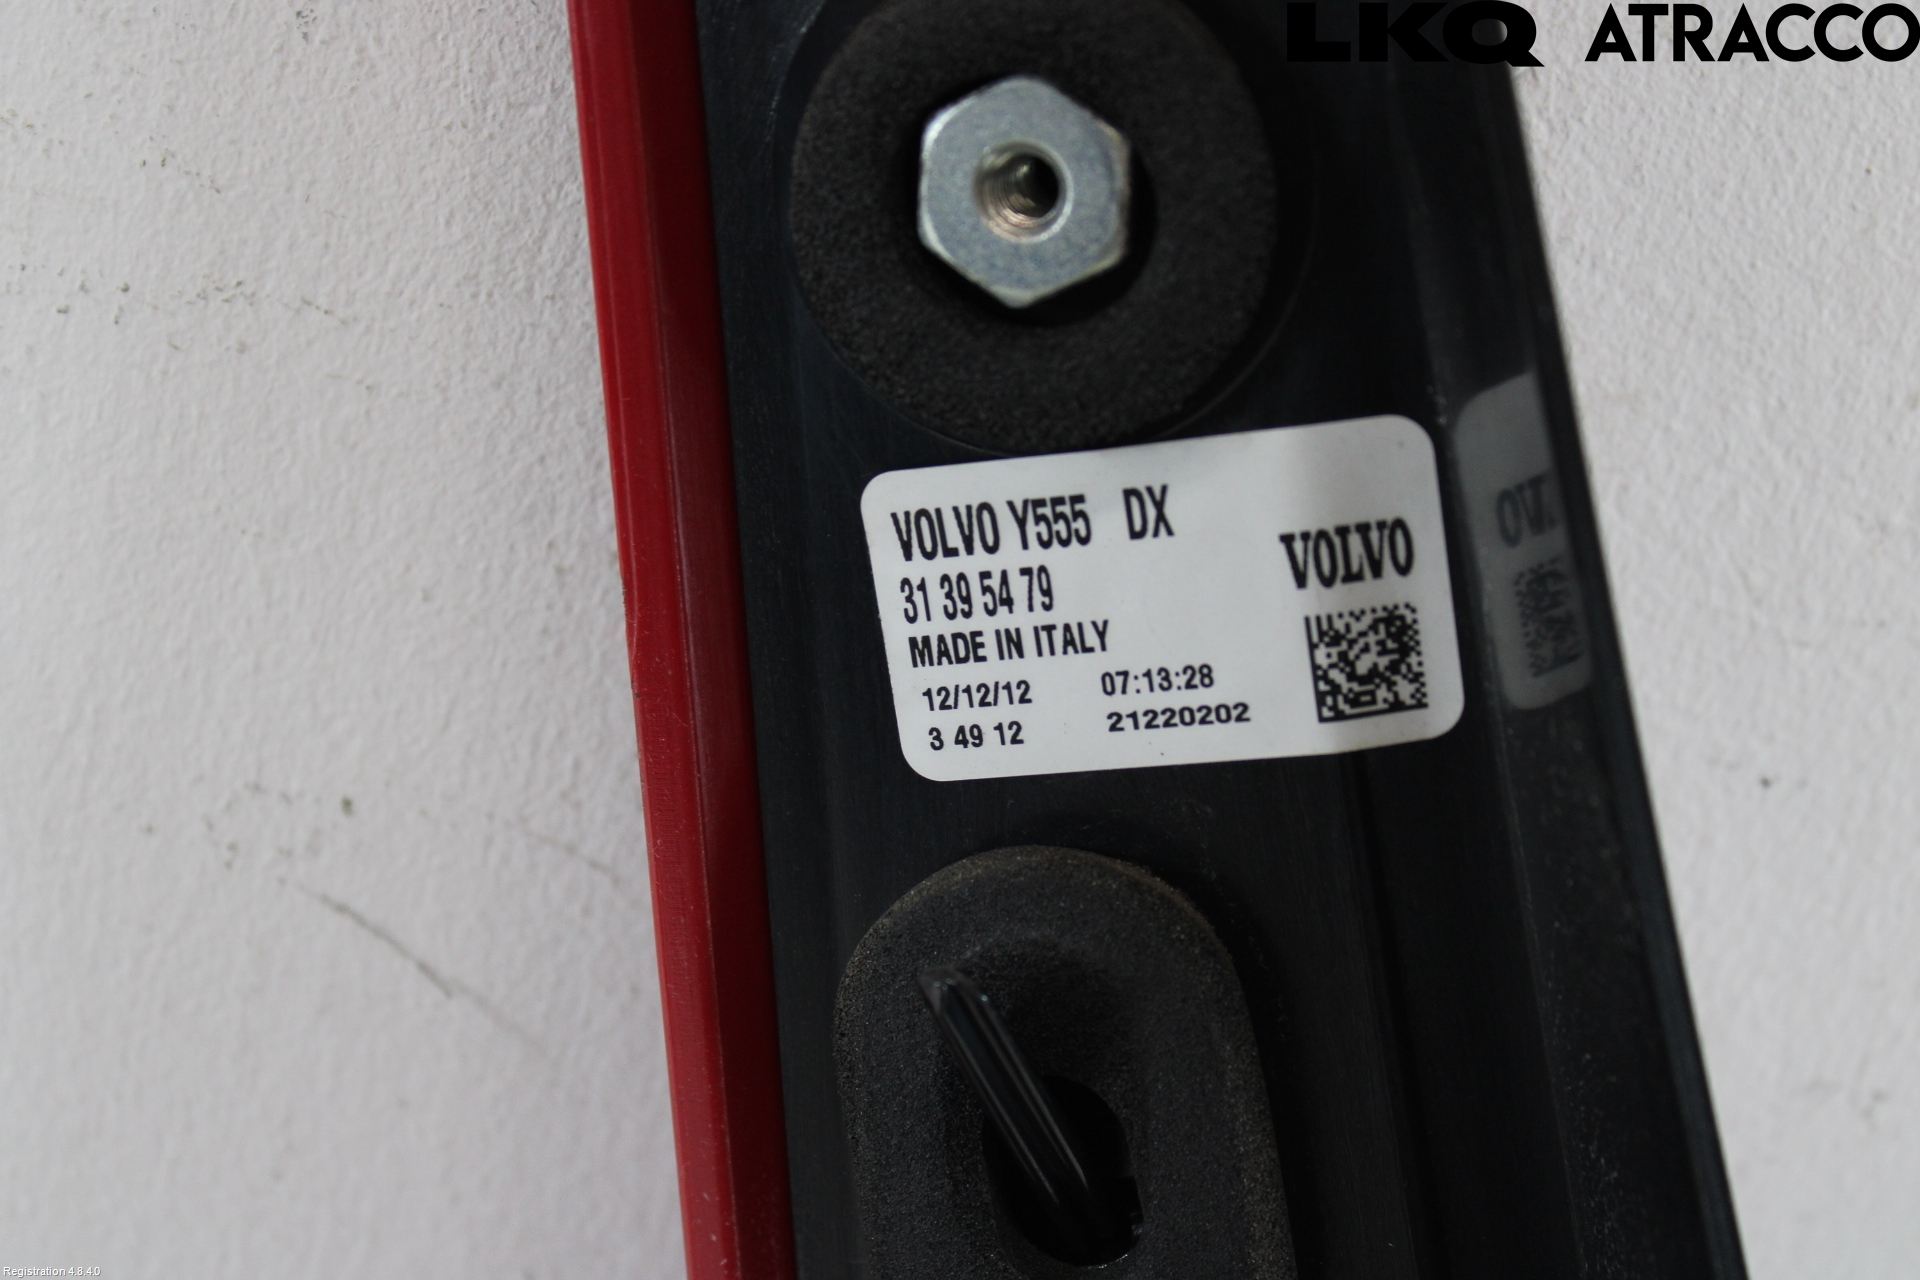 LKQ ATRACCO
VOLVO Y555 DX
31 39 54 79
MADE IN ITALY
12/12/12 07:13:28
3 49 12 21220202
VOLVO
Registration 4.8.4.0